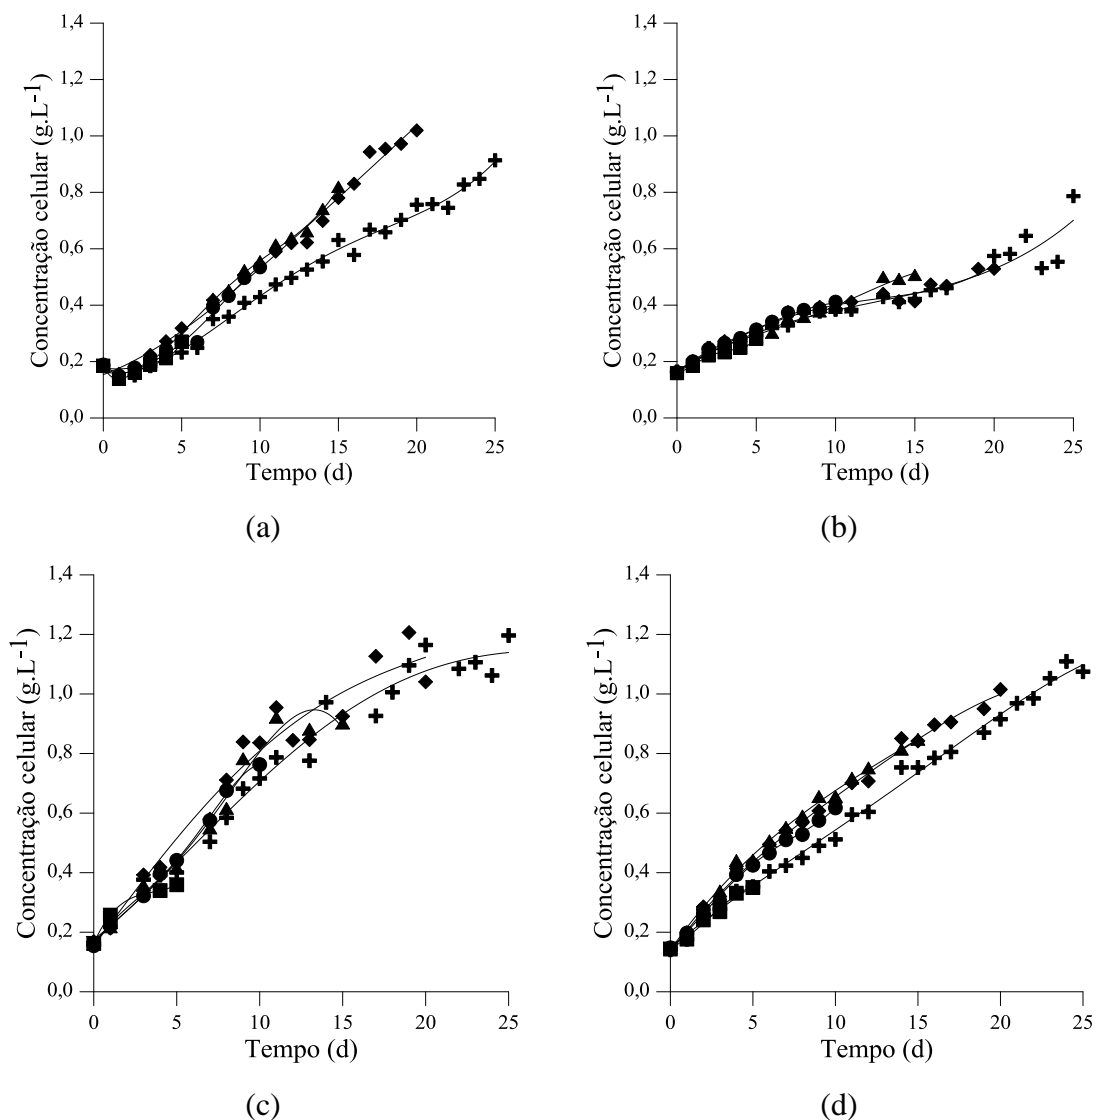 1,4
1,2
1,0
0,8
0,6
0,4
0,2
0,0
Concentração celular (g.L-1)
0 5 10 15 20 25
Tempo (d)
(a)
1,4
1,2
1,0
0,8
0,6
0,4
0,2
0,0
Concentração celular (g.L-1)
0 5 10 15 20 25
Tempo (d)
(b)
1,4
1,2
1,0
0,8
0,6
0,4
0,2
0,0
Concentração celular (g.L-1)
0 5 10 15 20 25
Tempo (d)
(c)
1,4
1,2
1,0
0,8
0,6
0,4
0,2
0,0
Concentração celular (g.L-1)
0 5 10 15 20 25
Tempo (d)
(d)